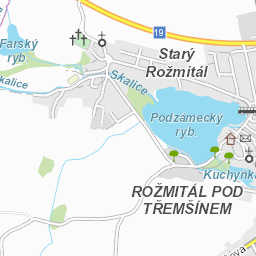 19
Starý
Rožmitál
Farský
ryb.
Skalice
Skalice
Podzámecký
ryb.
Kuchyňka
ROŽMITÁL POD
TŘEMŠÍNEM